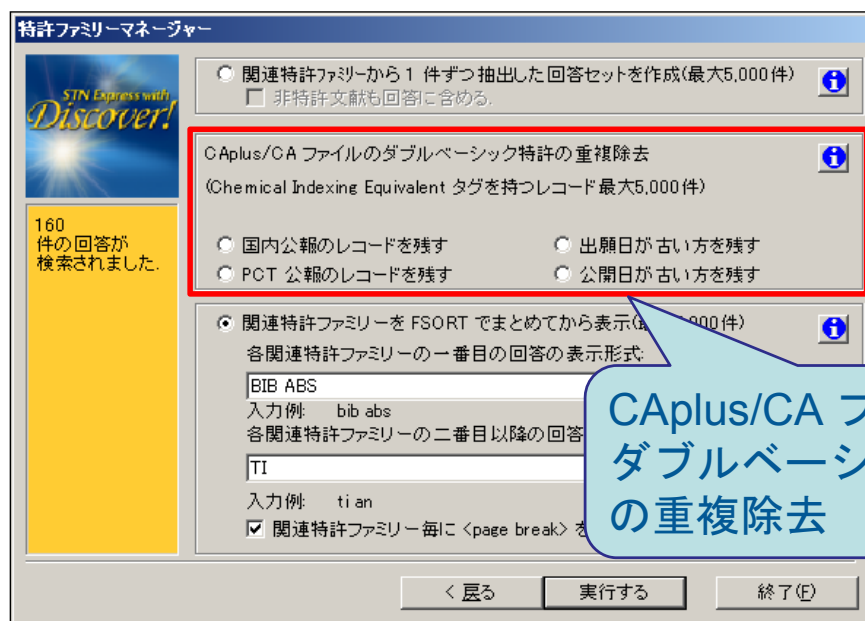 特許ファミリーマネージャー
STN Express with
Discover!
160
件の回答が
検索されました.
関連特許ファミリーから1 件ずつ抽出した回答セットを作成(最大5,000件)
非特許文献も回答に含める.
CAplus/CA ファイルのダブルベーシック特許の重複除去
(Chemical Indexing Equivalent タグを持つレコード最大5,000件)
国内公報のレコードを残す
出願日が古い方を残す
PCT 公報のレコードを残す
公開日が古い方を残す
関連特許ファミリーを FSORT でまとめてから表示(
000件)
各関連特許ファミリーの一番目の回答の表示形式:
BIB ABS
入力例: bib abs
各関連特許ファミリーの二番目以降の回答
TI
入力例: ti an
関連特許ファミリー毎に <page break> を
CAplus/CA フ
ダブルベーシ
の重複除去
< 戻る
実行する
終了(F)